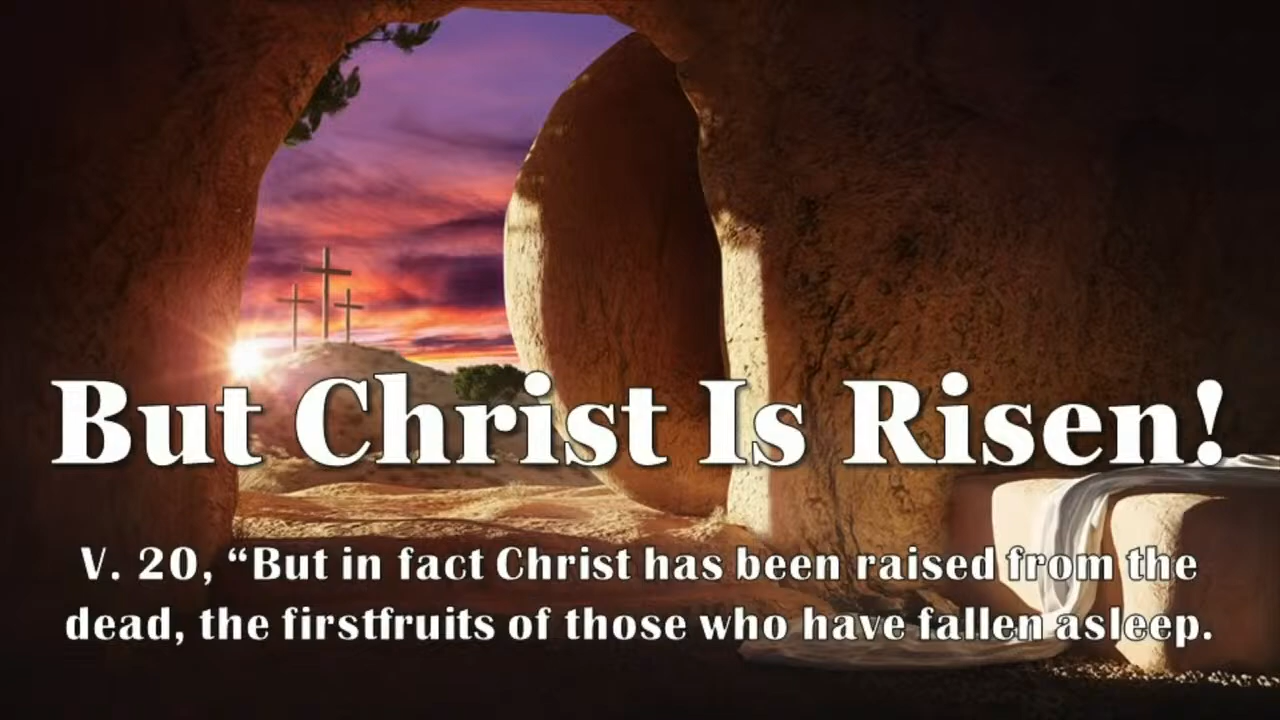 But Christ Is Risen!
V. 20, “But in fact Christ has been raised from the
dead, the firstfruits of those who have fallen asleep.